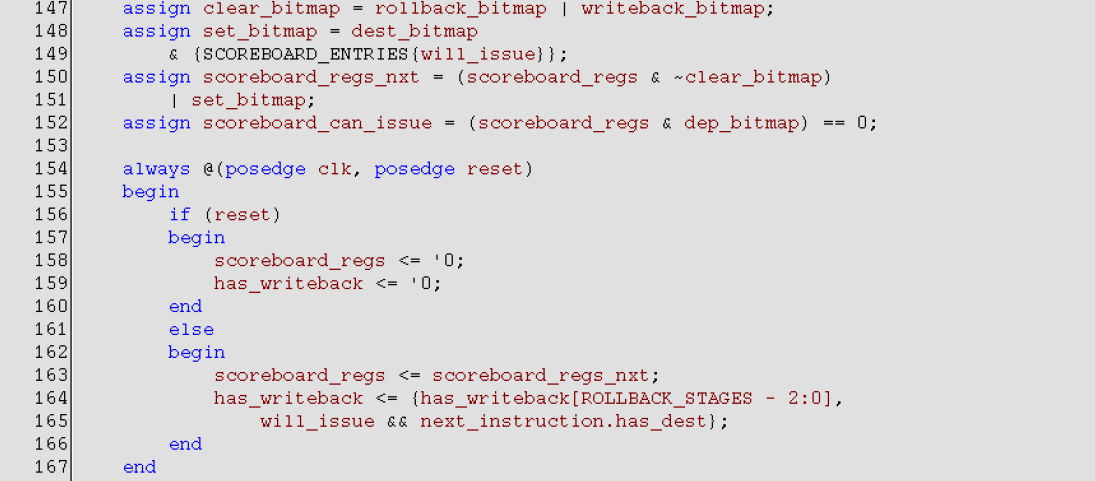 147 assign clear_bitmap = rollback_bitmap | writeback_bitmap;
148 assign set_bitmap = dest_bitmap
149 & {SCOREBOARD_ENTRIES{will_issue}};
150 assign scoreboard_regs_nxt = (scoreboard_regs & ~clear_bitmap)
151 | set_bitmap;
152 assign scoreboard_can_issue = (scoreboard_regs & dep_bitmap) == 0;
153
154 always @(posedge clk, posedge reset)
155 begin
156 if (reset)
157 begin
158 scoreboard_regs <= '0;
159 has_writeback <= '0;
160 end
161 else
162 begin
163 scoreboard_regs <= scoreboard_regs_nxt;
164 has_writeback <= {has_writeback[ROLLBACK_STAGES - 2:0],
165 will_issue && next_instruction.has_dest};
166 end
167 end